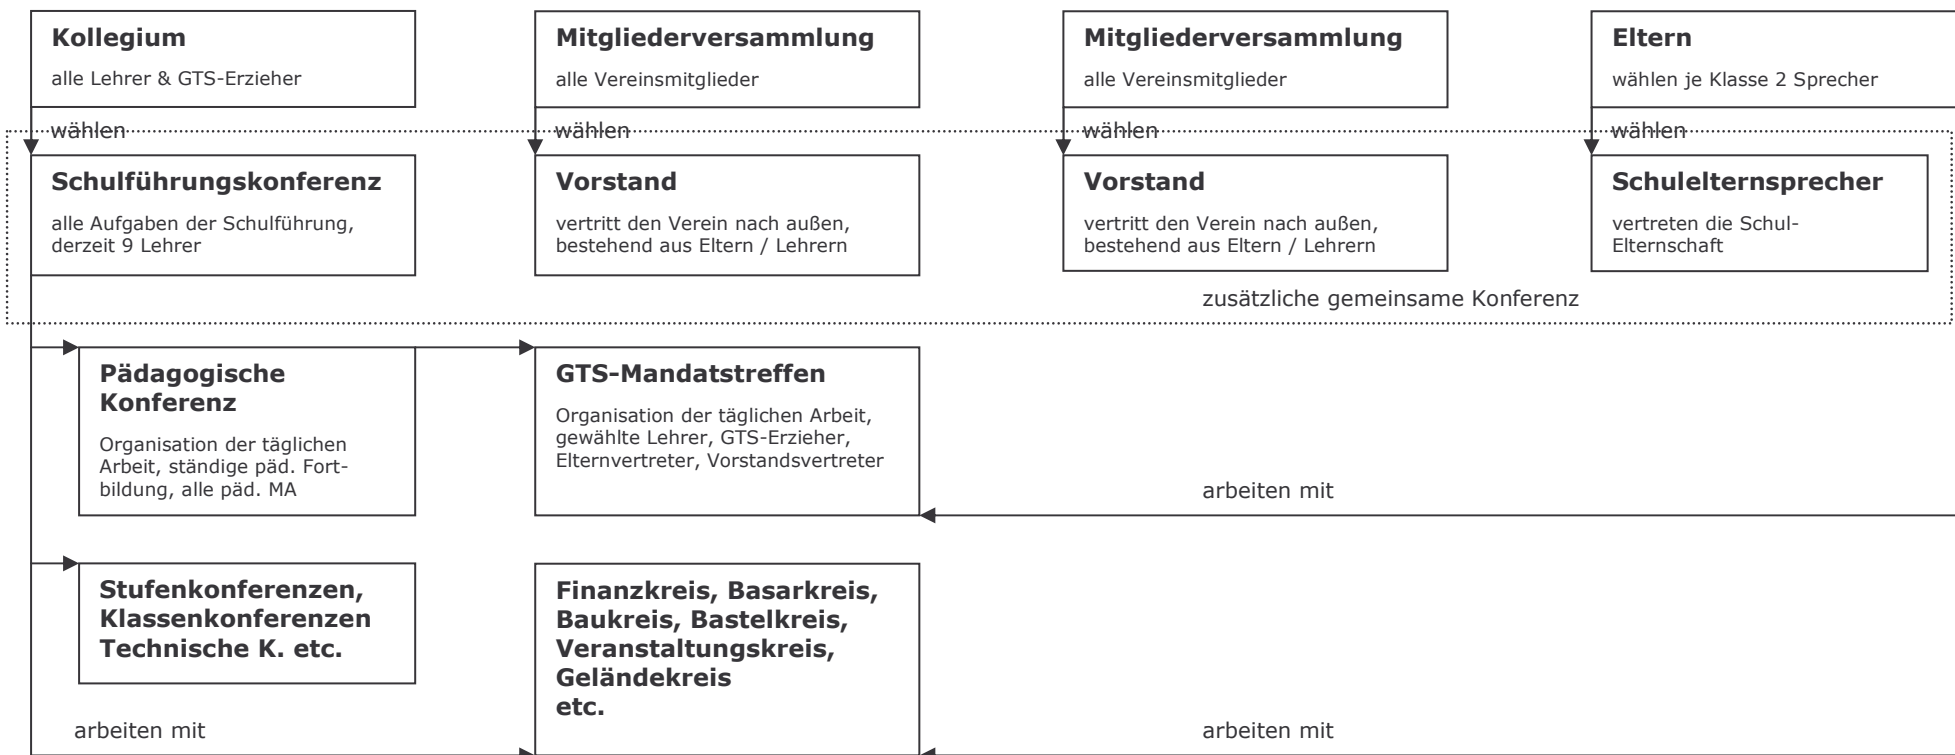 Kollegium
alle Lehrer & GTS-Erzieher
Mitgliederversammlung
alle Vereinsmitglieder
Mitgliederversammlung
alle Vereinsmitglieder
Eltern
wählen je Klasse 2 Sprecher
wählen
wählen
wählen
wählen
Schulführungskonferenz
alle Aufgaben der Schulführung,
derzeit 9 Lehrer
Vorstand
vertritt den Verein nach außen,
bestehend aus Eltern / Lehrern
Vorstand
vertritt den Verein nach außen,
bestehend aus Eltern / Lehrern
Schulelternsprecher
vertreten die Schul-
Elternschaft
zusätzliche gemeinsame Konferenz
Pädagogische
Konferenz
Organisation der täglichen
Arbeit, ständige päd. Fort-
bildung, alle päd. MA
GTS-Mandatstreffen
Organisation der täglichen Arbeit,
gewählte Lehrer, GTS-Erzieher,
Elternvertreter, Vorstandsvertreter
arbeiten mit
Stufenkonferenzen,
Klassenkonferenzen
Technische K. etc.
Finanzkreis, Basarkreis,
Baukreis, Bastelkreis,
Veranstaltungskreis,
Geländekreis
etc.
arbeiten mit
arbeiten mit